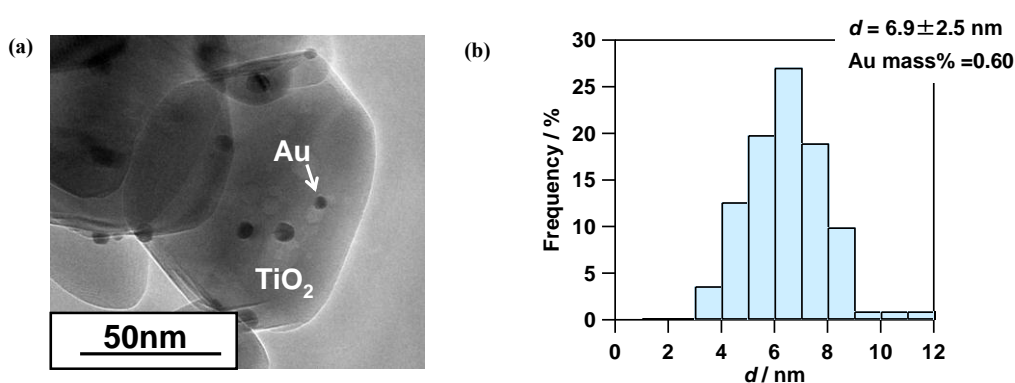 (a)
Au
TiO₂
50nm
(b)
d = 6.9±2.5 nm
Au mass% =0.60
Frequency / %
30
25
20
15
10
5
0
0 2 4 6 8 10 12
d / nm